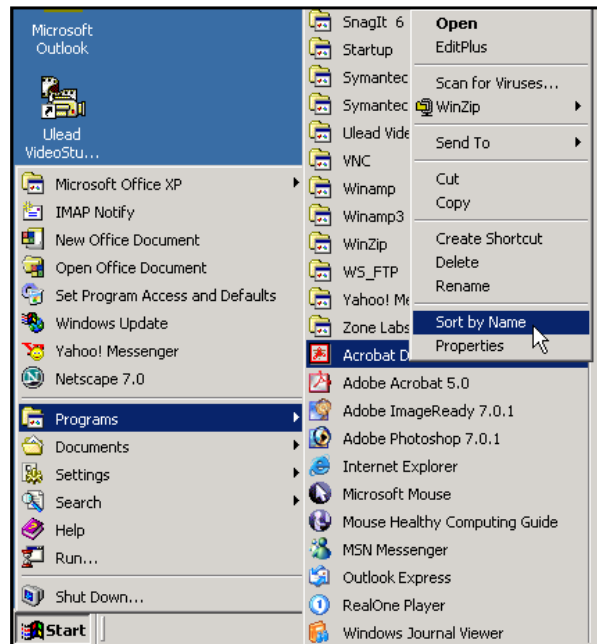 Microsoft
Outlook
Ulead
VideoStu...
Microsoft Office XP
IMAP Notify
New Office Document
Open Office Document
Set Program Access and Defaults
Windows Update
Yahoo! Messenger
Netscape 7.0
Programs
Documents
Settings
Search
Help
Run...
Shut Down...
Start
SnagIt 6
Startup
Symantec
Symantec
Ulead Vide
VNC
Winamp
Winamp3
WinZip
WS_FTP
Yahoo! Me
Zone Labs
Acrobat D
Adobe Acrobat 5.0
Adobe ImageReady 7.0.1
Adobe Photoshop 7.0.1
Internet Explorer
Microsoft Mouse
Mouse Healthy Computing Guide
MSN Messenger
Outlook Express
RealOne Player
Windows Journal Viewer
Open
EditPlus
Scan for Viruses...
WinZip
Send To
Cut
Copy
Create Shortcut
Delete
Rename
Sort by Name
Properties